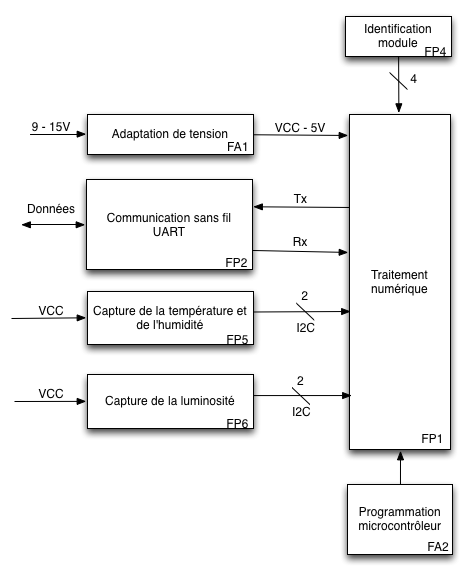 Identification
module
FP4
4
9 - 15V
Adaptation de tension
FA1
VCC - 5V
Données
Communication sans fil
UART
FP2
Tx
Rx
Traitement
numérique
FP1
VCC
Capture de la température et
de l'humidité
FP5
2
I2C
VCC
Capture de la luminosité
FP6
2
I2C
Programmation
microcontrôleur
FA2